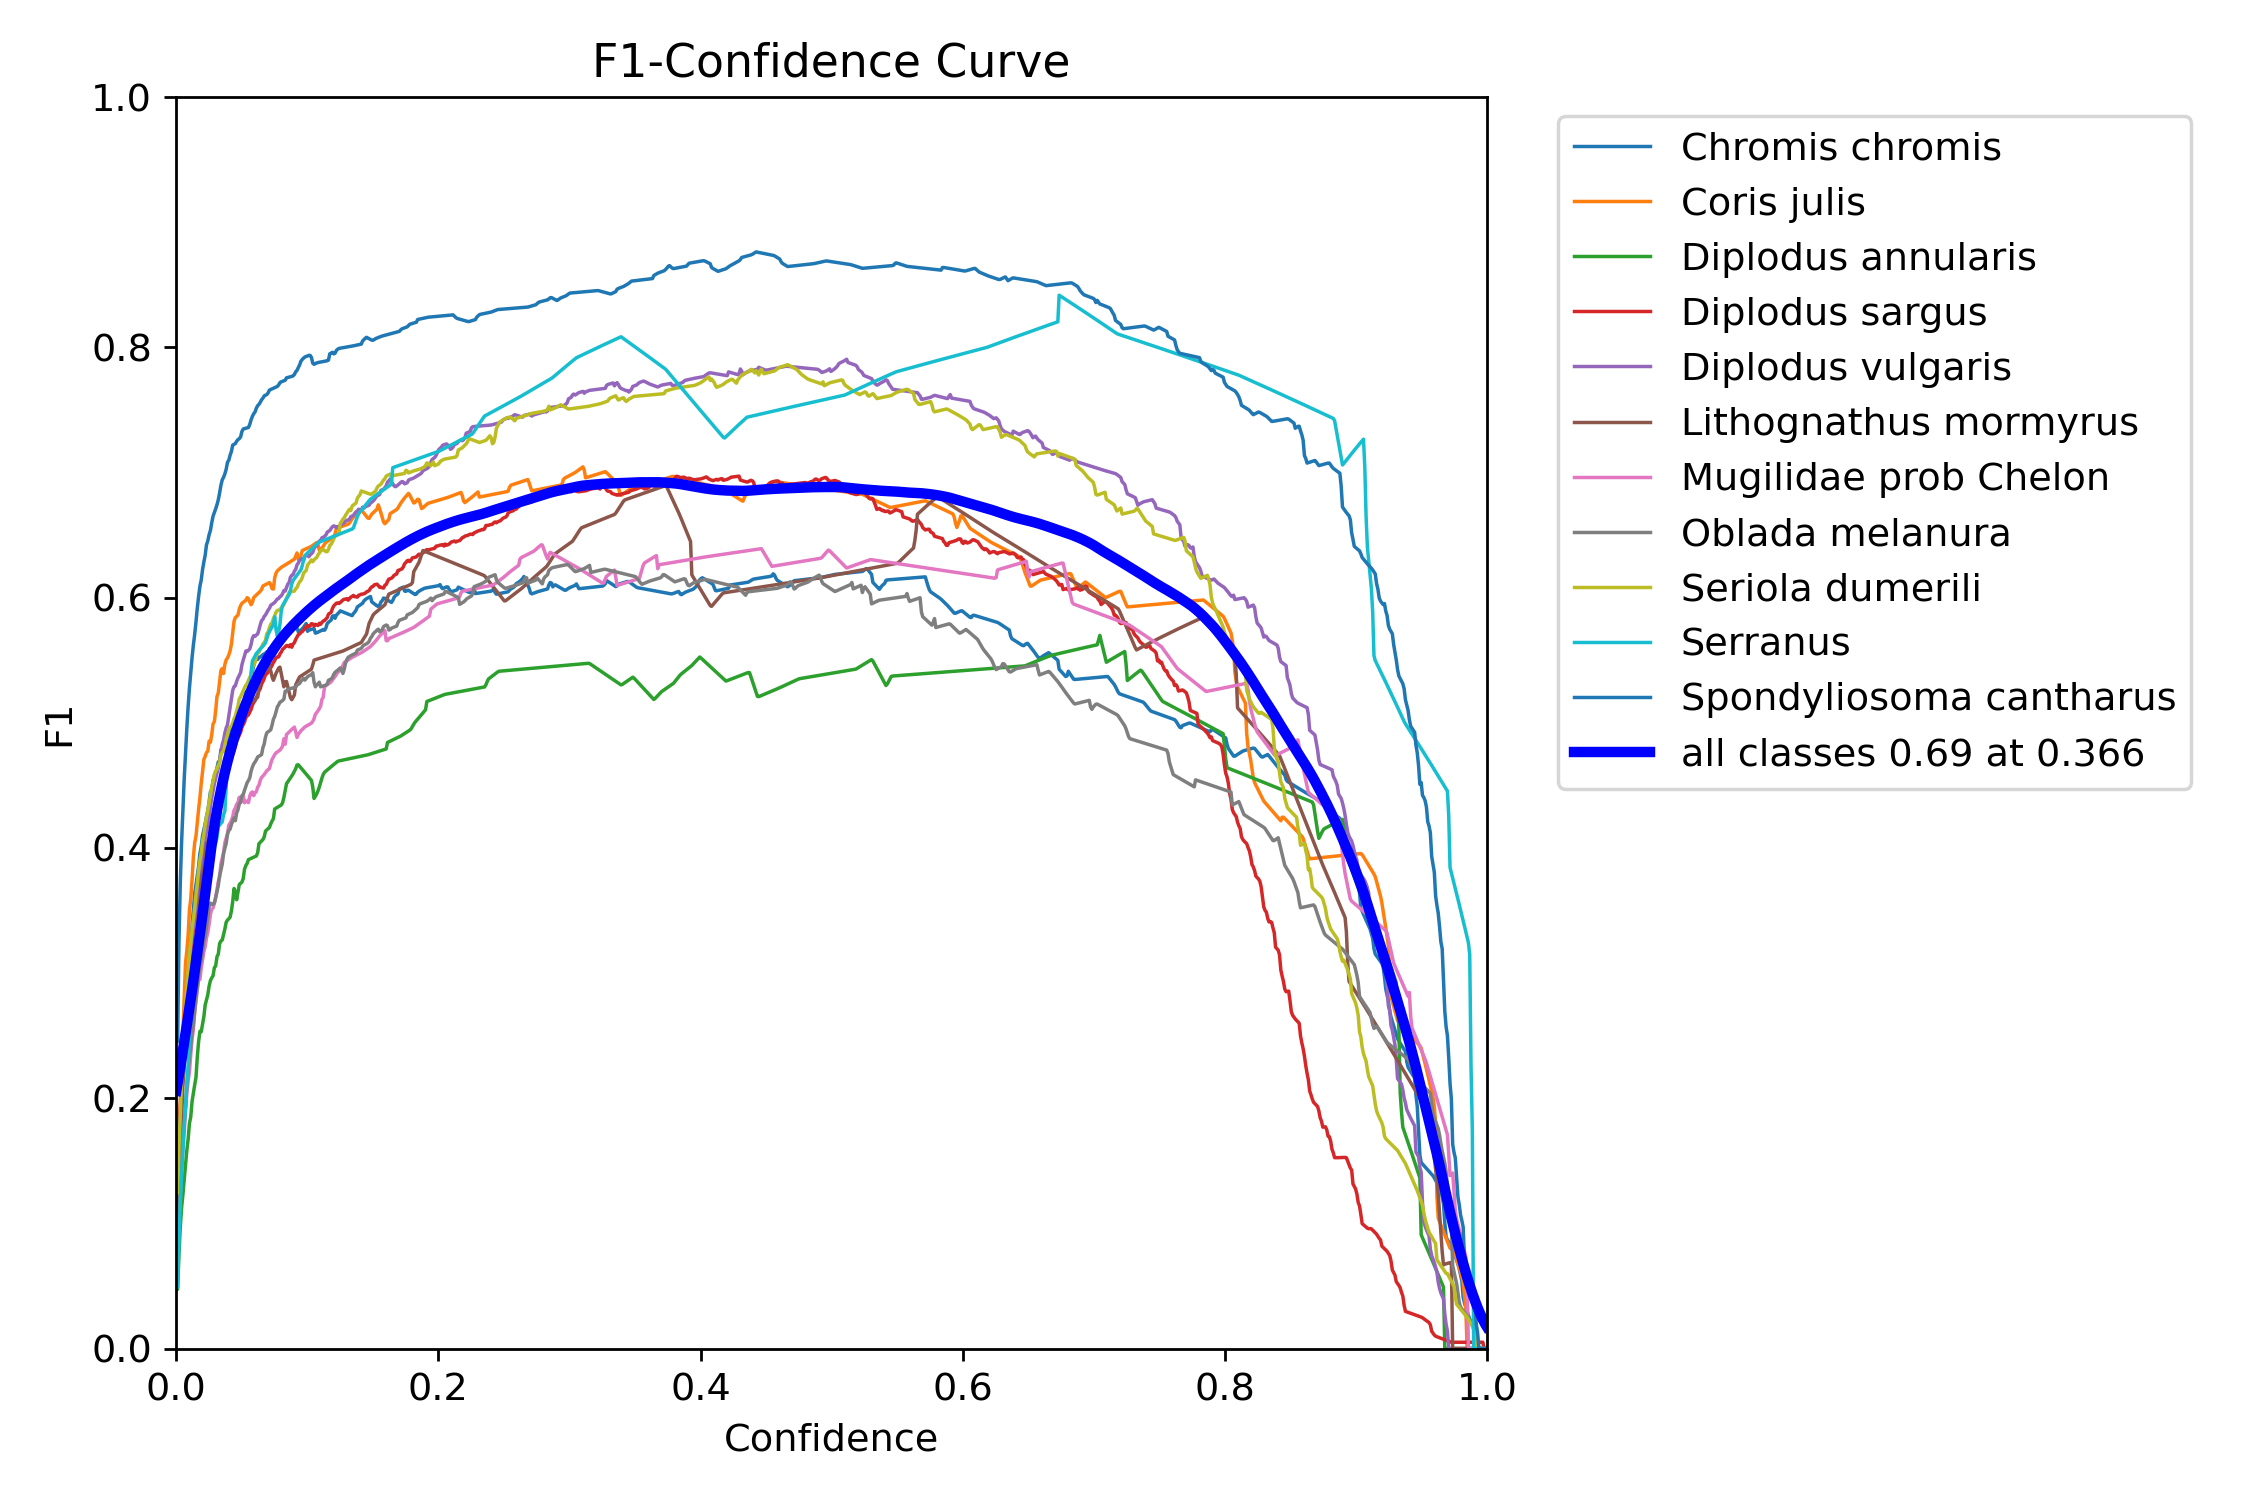 F1-Confidence Curve
1.0
0.8
0.6
0.4
0.2
0.0
F1
0.0 0.2 0.4 0.6 0.8 1.0
Confidence
Chromis chromis
Coris julis
Diplodus annularis
Diplodus sargus
Diplodus vulgaris
Lithognathus mormyrus
Mugilidae prob Chelon
Oblada melanura
Seriola dumerili
Serranus
Spondyliosoma cantharus
all classes 0.69 at 0.366